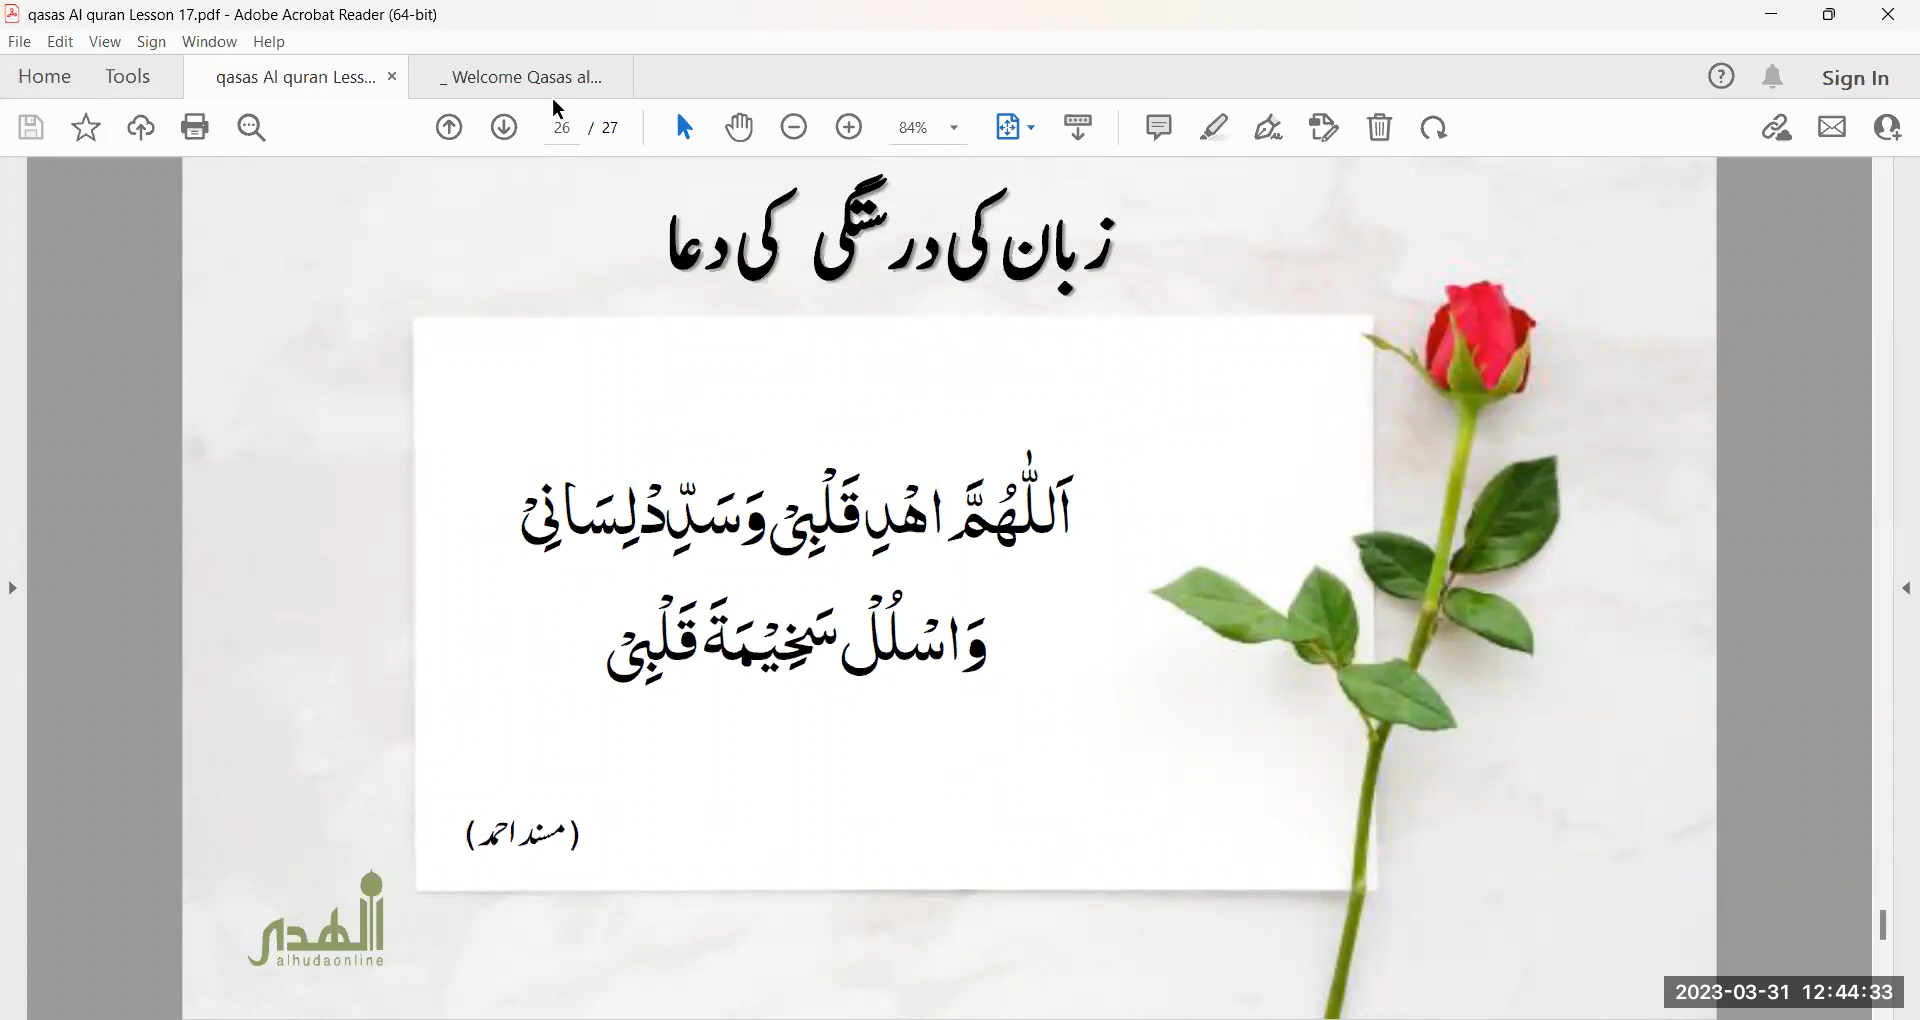 qasas Al quran Lesson 17.pdf - Adobe Acrobat Reader (64-bit)
File Edit View Sign Window Help
Home Tools qasas Al quran Less... × _ Welcome Qasas al... Sign In
26 / 27 84%
زبان کی درستگی کی دعا
اَللّٰهُمَّ اهْدِ قَلْبِیْ وَسَدِّدْ لِسَانِیْ
وَاسْلُلْ سَخِیْمَةَ قَلْبِیْ
(مسند احمد)
الهدى
alhudaonline
2023-03-31 12:44:33